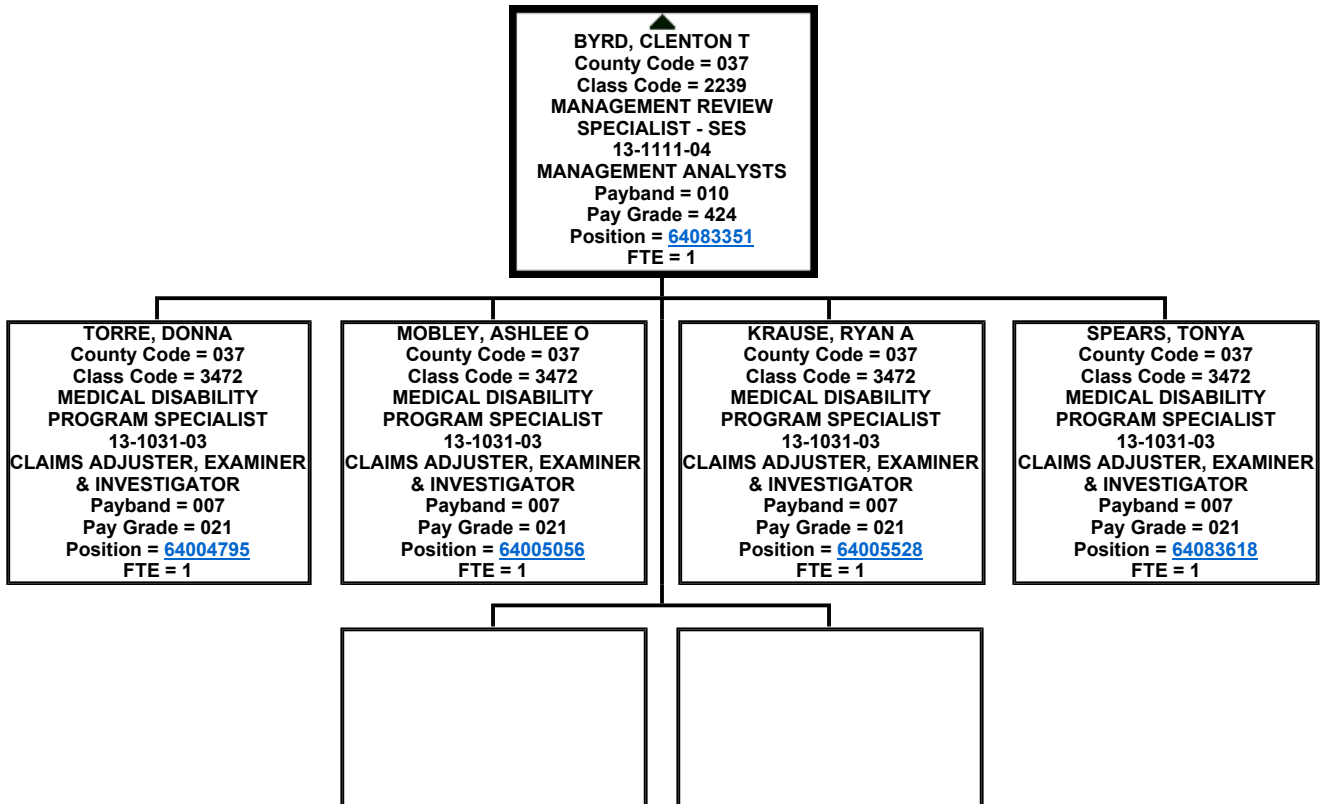 BYRD, CLENTON T
County Code = 037
Class Code = 2239
MANAGEMENT REVIEW
SPECIALIST - SES
13-1111-04
MANAGEMENT ANALYSTS
Payband = 010
Pay Grade = 424
Position = 64083351
FTE = 1
TORRE, DONNA
County Code = 037
Class Code = 3472
MEDICAL DISABILITY
PROGRAM SPECIALIST
13-1031-03
CLAIMS ADJUSTER, EXAMINER
& INVESTIGATOR
Payband = 007
Pay Grade = 021
Position = 64004795
FTE = 1
MOBLEY, ASHLEE O
County Code = 037
Class Code = 3472
MEDICAL DISABILITY
PROGRAM SPECIALIST
13-1031-03
CLAIMS ADJUSTER, EXAMINER
& INVESTIGATOR
Payband = 007
Pay Grade = 021
Position = 64005056
FTE = 1
KRAUSE, RYAN A
County Code = 037
Class Code = 3472
MEDICAL DISABILITY
PROGRAM SPECIALIST
13-1031-03
CLAIMS ADJUSTER, EXAMINER
& INVESTIGATOR
Payband = 007
Pay Grade = 021
Position = 64005528
FTE = 1
SPEARS, TONYA
County Code = 037
Class Code = 3472
MEDICAL DISABILITY
PROGRAM SPECIALIST
13-1031-03
CLAIMS ADJUSTER, EXAMINER
& INVESTIGATOR
Payband = 007
Pay Grade = 021
Position = 64083618
FTE = 1